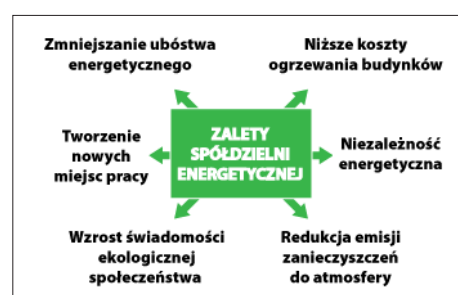 Zmniejszanie ubóstwa
energetycznego
Niższe koszty
ogrzewania budynków
Tworzenie
nowych
miejsc pracy
ZALETY
SPÓŁDZIELNI
ENERGETYCZNEJ
Niezależność
energetyczna
Wzrost świadomości
ekologicznej
społeczeństwa
Redukcja emisji
zanieczyszczeń
do atmosfery